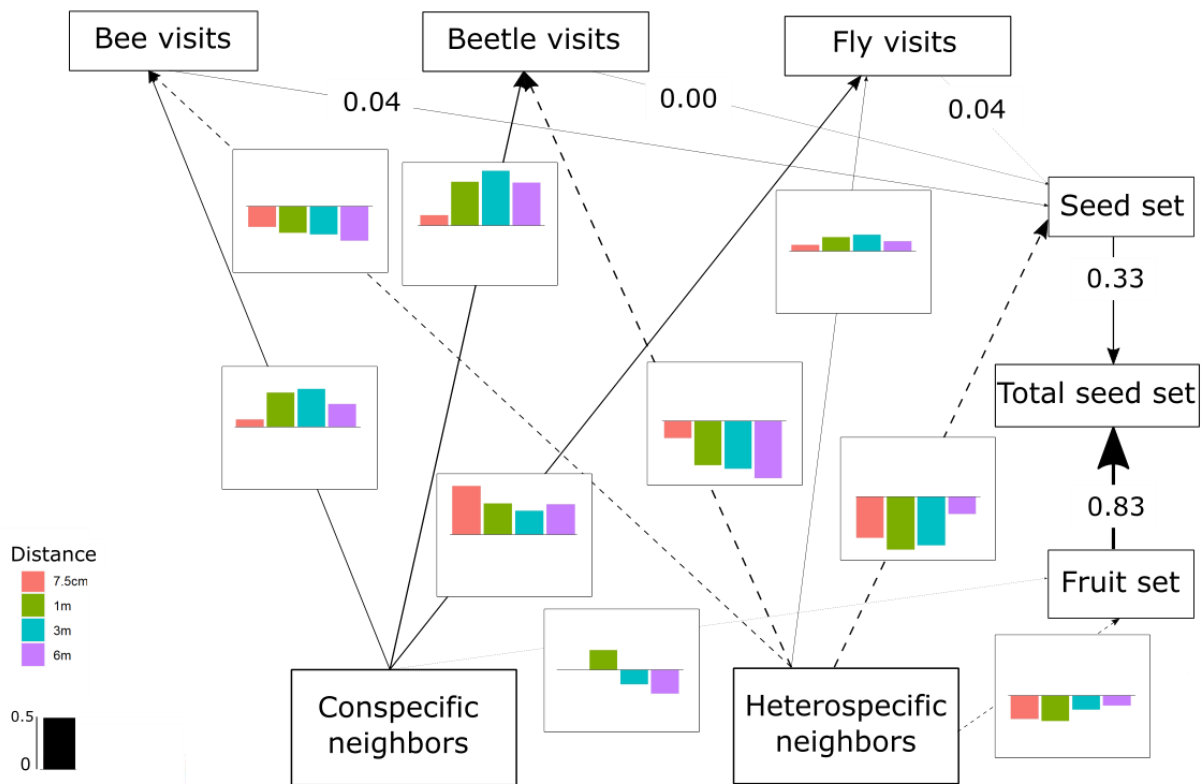 Bee visits
Beetle visits
Fly visits
0.04
0.00
0.04
Seed set
0.33
Total seed set
0.83
Fruit set
Distance
7.5cm
1m
3m
6m
0.5
0
Conspecific
neighbors
Heterospecific
neighbors